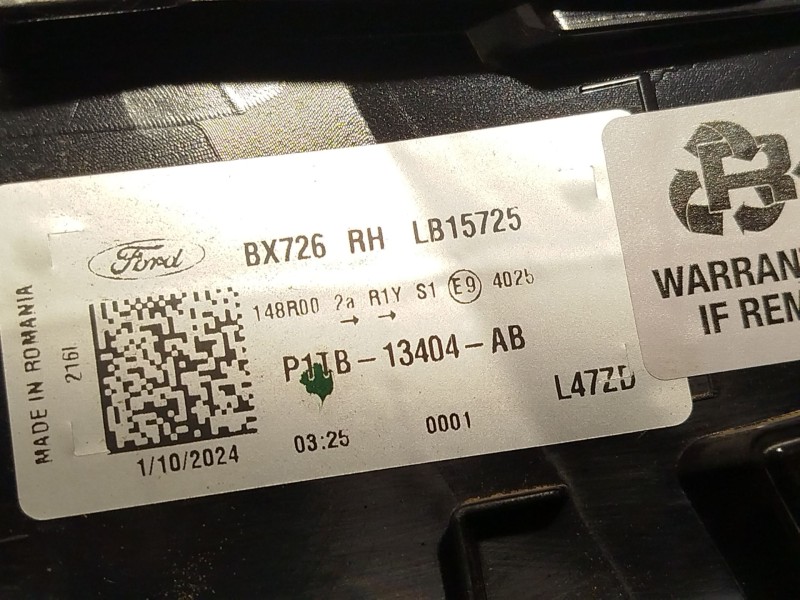 Ford BX726 RH LB15725
148R00 2a R1Y S1 E9 4025
→ →
P1TB-13404-AB
L47ZD
03:25 0001
1/10/2024
MADE IN ROMANIA
216I
R
WARRAN
IF REM